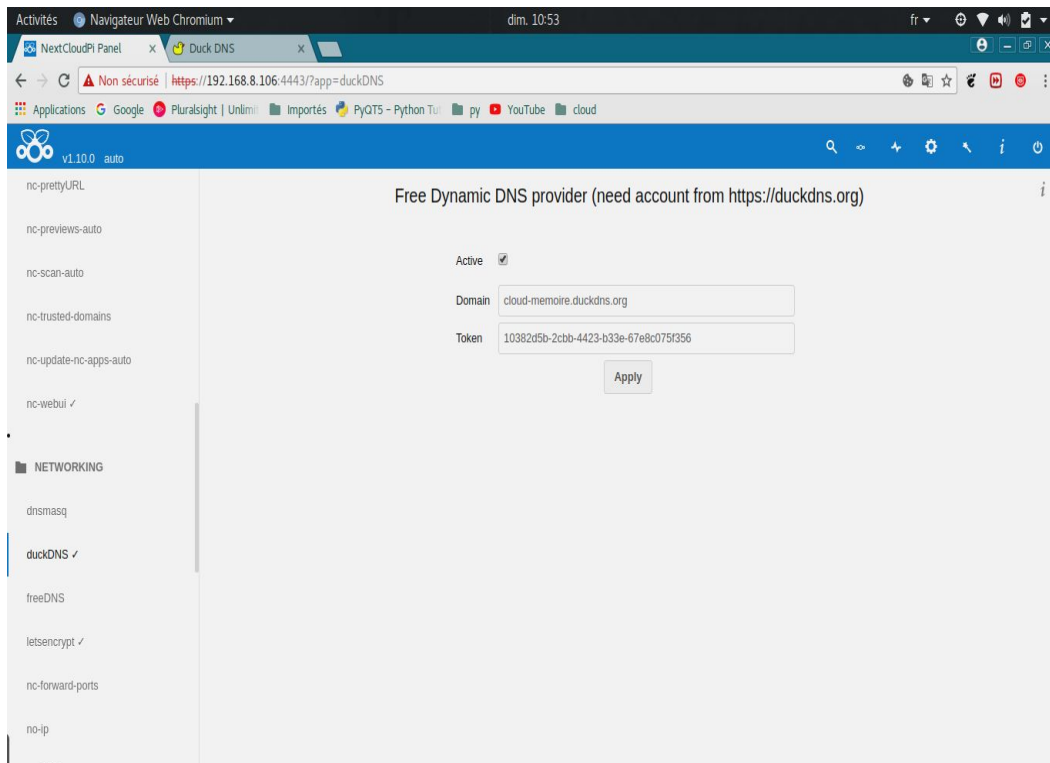 Activités Navigateur Web Chromium dim. 10:53 fr
NextCloudPi Panel x Duck DNS x
Non sécurisé | https://192.168.8.106:4443/?app=duckDNS
Applications Google Pluralsight | Unlimi Importés PyQT5 – Python Tu py YouTube cloud
v1.10.0 auto
nc-prettyURL
Free Dynamic DNS provider (need account from https://duckdns.org)
nc-previews-auto
Active
nc-scan-auto
Domain cloud-memoire.duckdns.org
nc-trusted-domains
Token 10382d5b-2cbb-4423-b33e-67e8c075f356
nc-update-nc-apps-auto
Apply
nc-webui ✓
NETWORKING
dnsmasq
duckDNS ✓
freeDNS
letsencrypt ✓
nc-forward-ports
no-ip